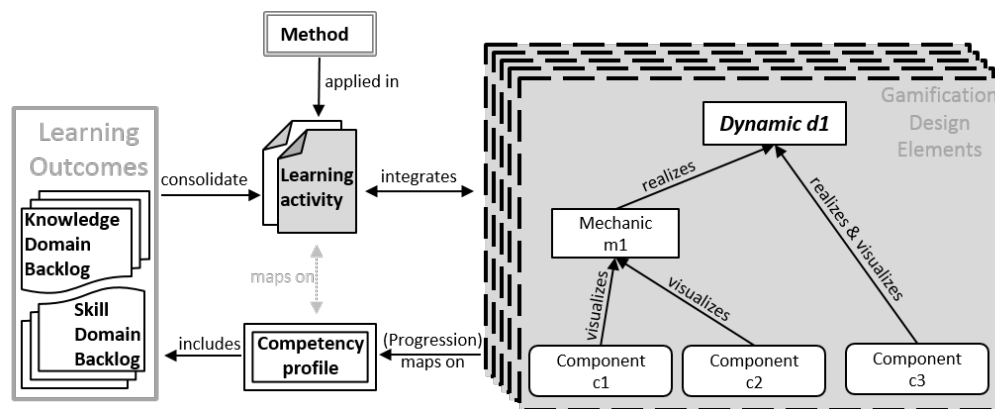 Method
applied in
Learning
Outcomes
Knowledge
Domain
Backlog
Skill
Domain
Backlog
consolidate
Learning
activity
integrates
maps on
includes
Competency
profile
(Progression)
maps on
Gamification
Design
Elements
Dynamic d1
realizes
realizes & visualizes
Mechanic
m1
visualizes
visualizes
Component
c1
Component
c2
Component
c3